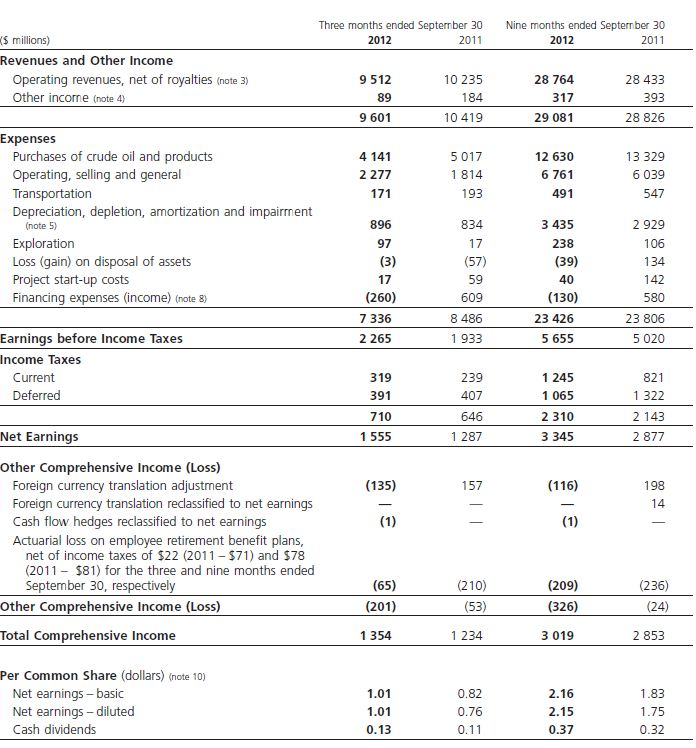 Three months ended September 30 Nine months ended September 30
($ millions) 2012 2011 2012 2011
Revenues and Other Income
Operating revenues, net of royalties (note 3) 9 512 10 235 28 764 28 433
Other income (note 4) 89 184 317 393
9 601 10 419 29 081 28 826
Expenses
Purchases of crude oil and products 4 141 5 017 12 630 13 329
Operating, selling and general 2 277 1 814 6 761 6 039
Transportation 171 193 491 547
Depreciation, depletion, amortization and impairment
(note 5) 896 834 3 435 2 929
Exploration 97 17 238 106
Loss (gain) on disposal of assets (3) (57) (39) 134
Project start-up costs 17 59 40 142
Financing expenses (income) (note 8) (260) 609 (130) 580
7 336 8 486 23 426 23 806
Earnings before Income Taxes 2 265 1 933 5 655 5 020
Income Taxes
Current 319 239 1 245 821
Deferred 391 407 1 065 1 322
710 646 2 310 2 143
Net Earnings 1 555 1 287 3 345 2 877
Other Comprehensive Income (Loss)
Foreign currency translation adjustment (135) 157 (116) 198
Foreign currency translation reclassified to net earnings — — — 14
Cash flow hedges reclassified to net earnings (1) — (1) —
Actuarial loss on employee retirement benefit plans,
net of income taxes of $22 (2011 – $71) and $78
(2011 – $81) for the three and nine months ended
September 30, respectively (65) (210) (209) (236)
Other Comprehensive Income (Loss) (201) (53) (326) (24)
Total Comprehensive Income 1 354 1 234 3 019 2 853
Per Common Share (dollars) (note 10)
Net earnings – basic 1.01 0.82 2.16 1.83
Net earnings – diluted 1.01 0.76 2.15 1.75
Cash dividends 0.13 0.11 0.37 0.32